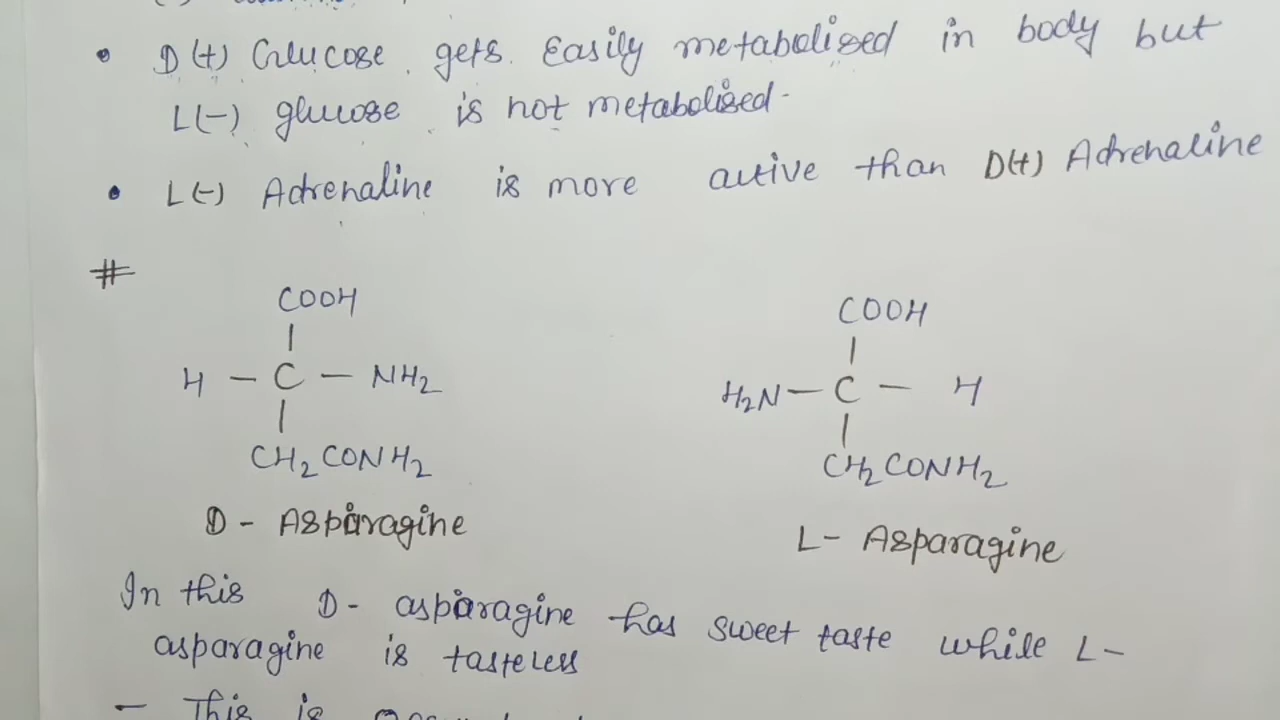 • D(+) Glucose gets Easily metabolised in body but
L(-) glucose is not metabolised.
• L(-) Adrenaline is more active than D(+) Adrenaline
#
COOH
H - C - NH2
CH2CONH2
D - Asparagine
COOH
H2N - C - H
CH2CONH2
L- Asparagine
In this D- asparagine has sweet taste while L-
asparagine is tasteless
- This is